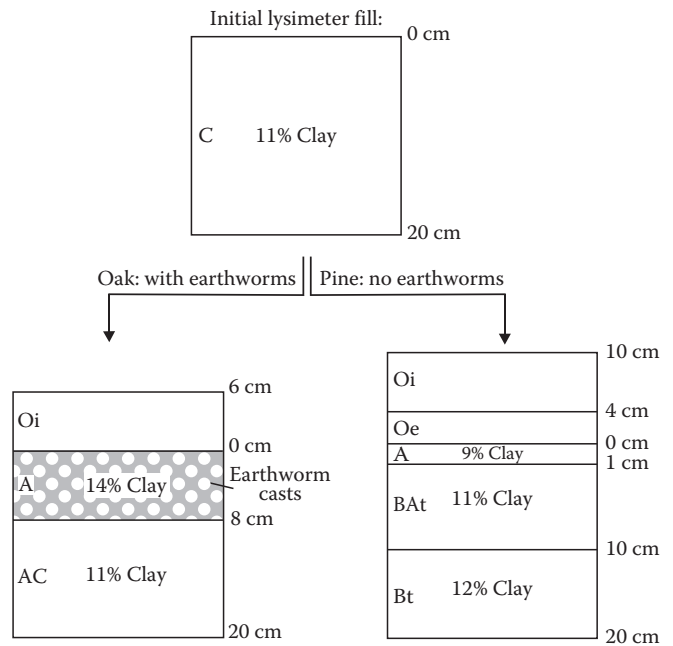 Initial lysimeter fill:
0 cm
C 11% Clay
20 cm
Oak: with earthworms Pine: no earthworms
6 cm
Oi
0 cm
A 14% Clay
Earthworm
casts
8 cm
AC 11% Clay
20 cm
10 cm
Oi
4 cm
Oe
0 cm
A 9% Clay
1 cm
BAt 11% Clay
10 cm
Bt 12% Clay
20 cm